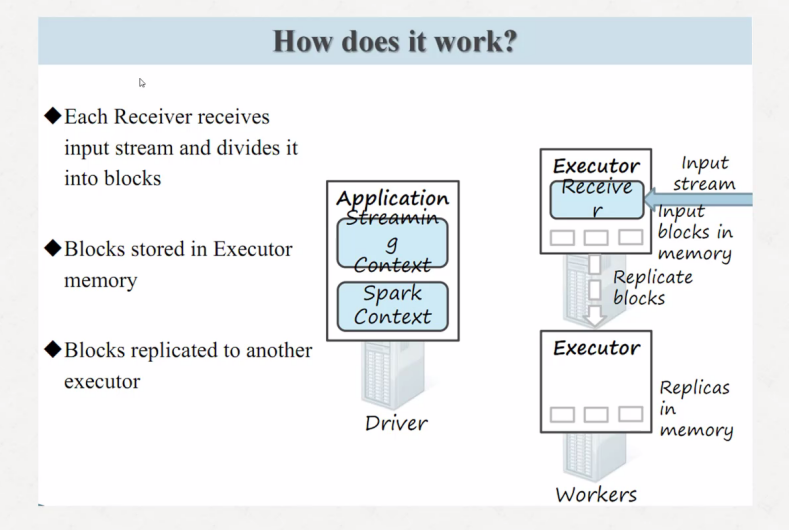 How does it work?
◆Each Receiver receives
input stream and divides it
into blocks
◆Blocks stored in Executor
memory
◆Blocks replicated to another
executor
Application
Streamin
g
Context
Spark
Context
Driver
Executor
Receive
r
Input
stream
Input
blocks in
memory
Replicate
blocks
Executor
Replicas
in
memory
Workers